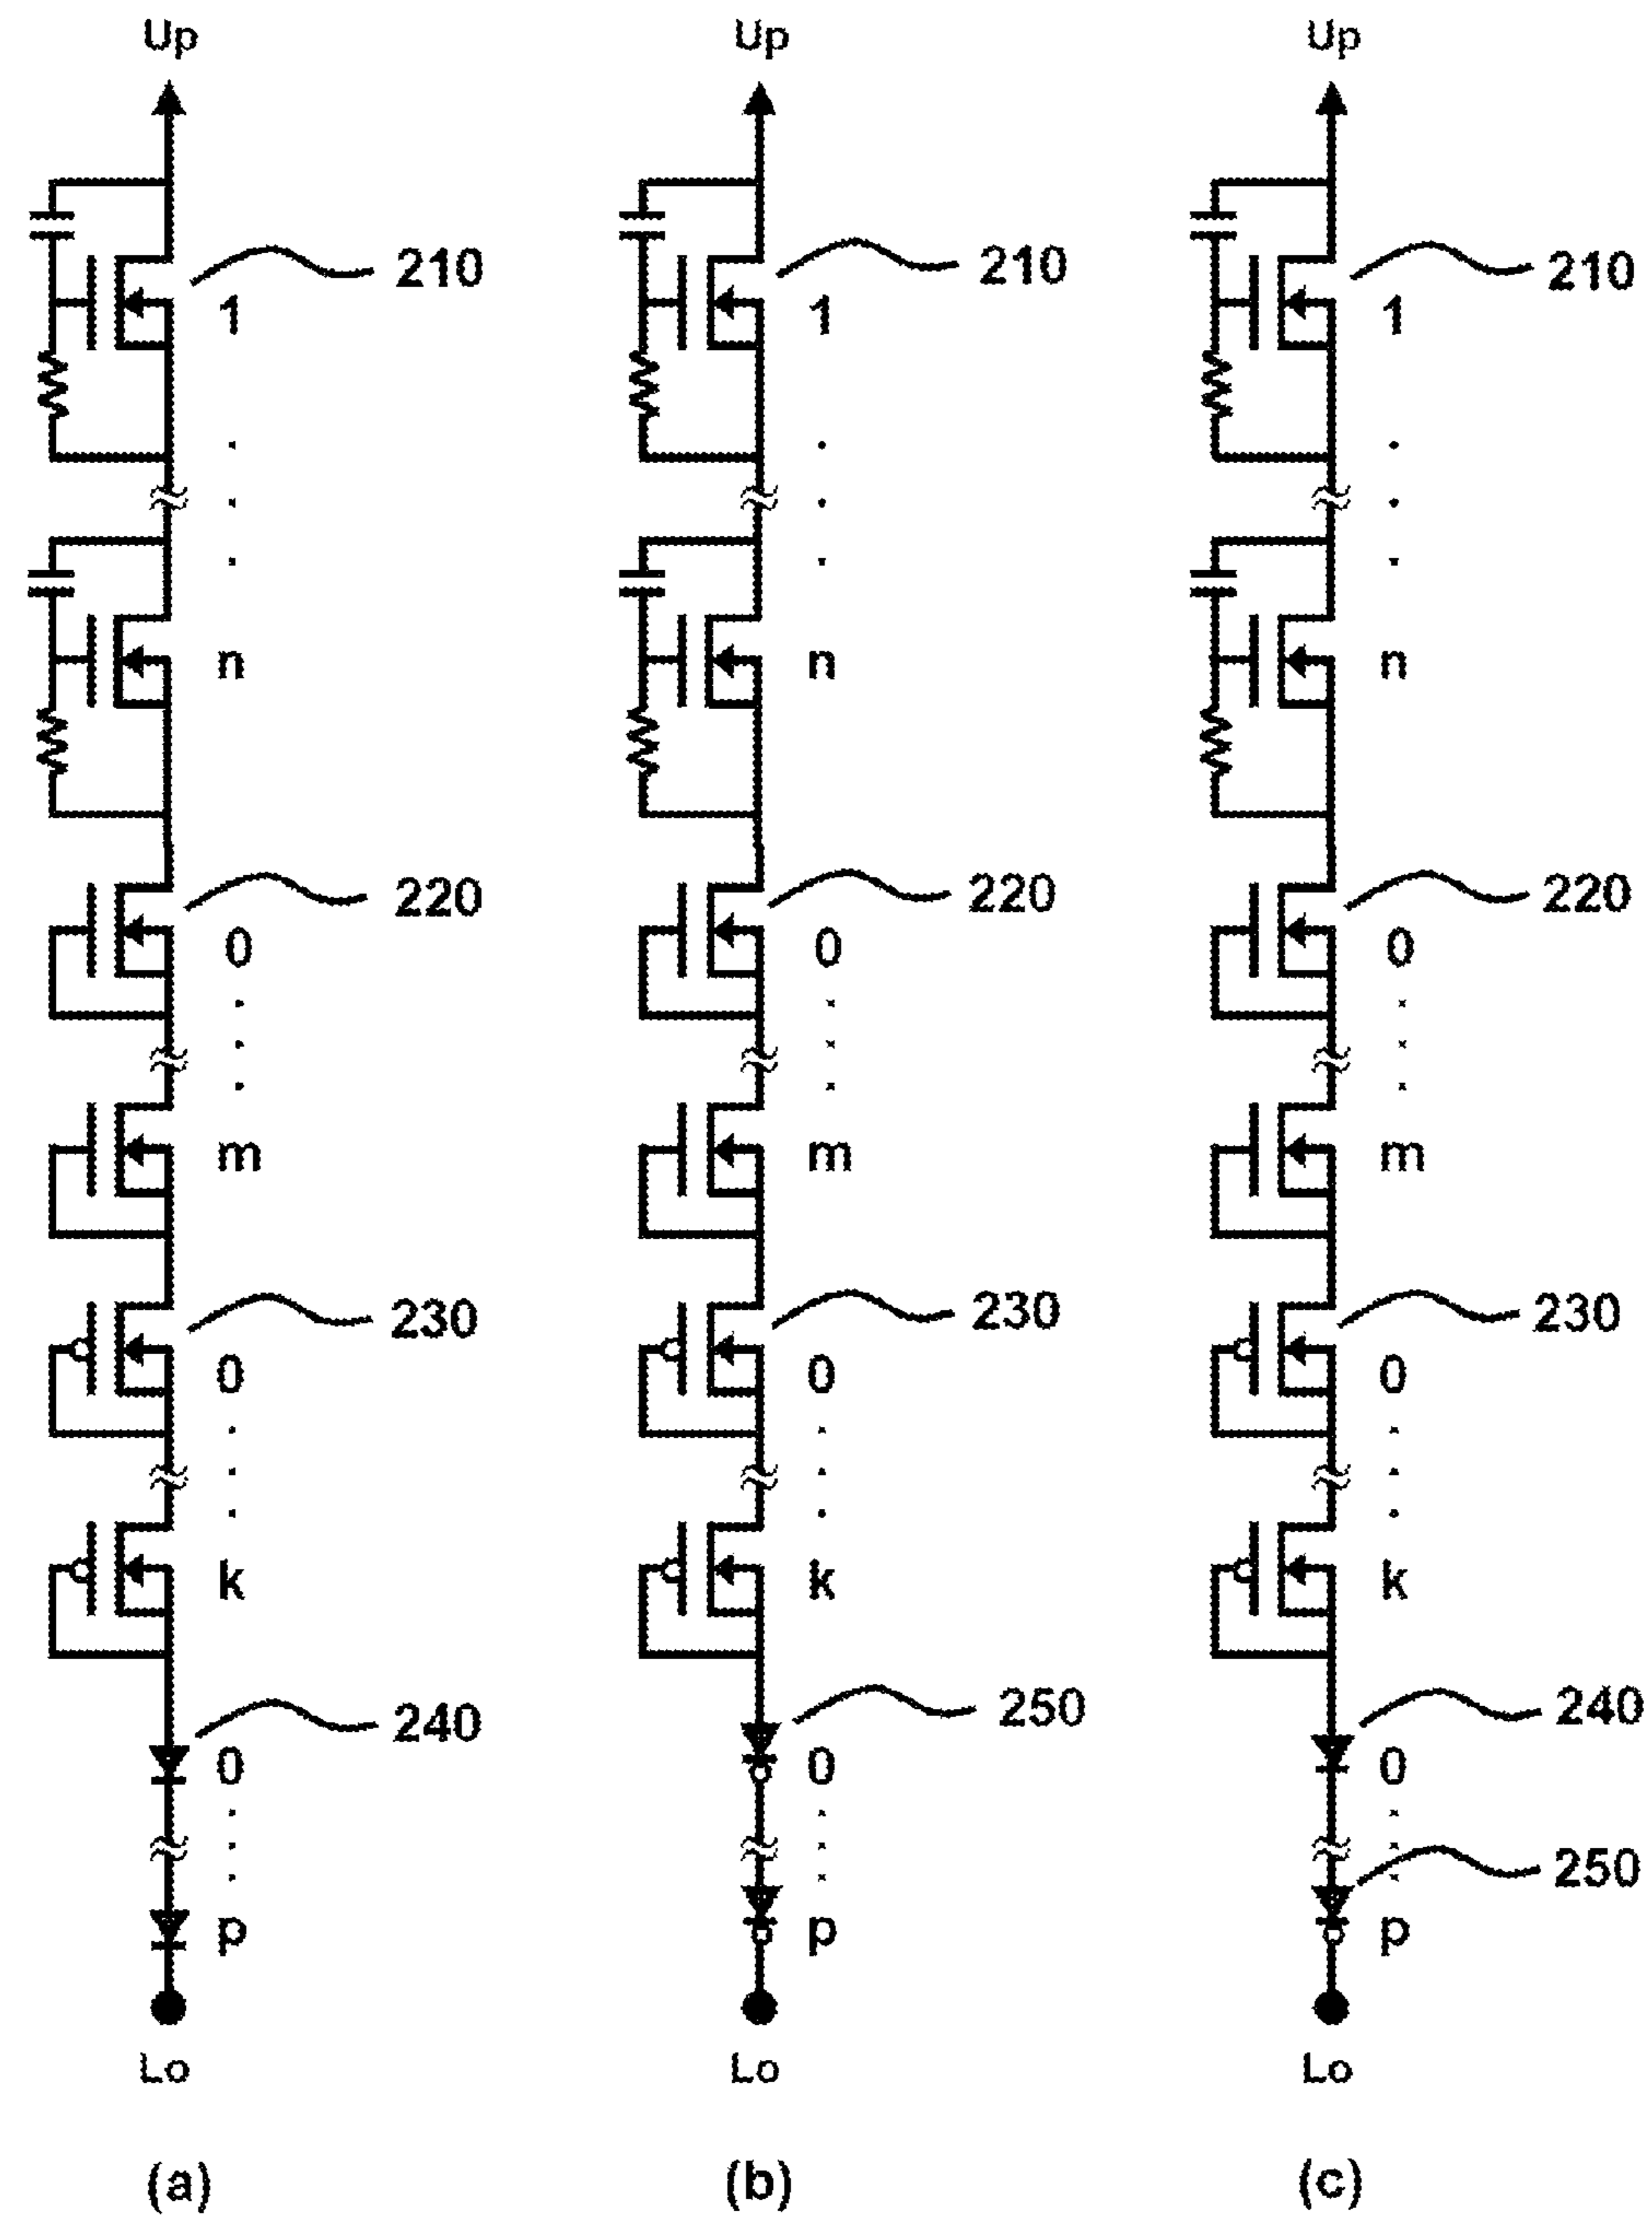 Up Up Up
210 210 210
1 1 1
n n n
220 220 220
0 0 0
m m m
230 230 230
0 0 0
k k k
240 250 240
0 0 0
250
p p p
Lo Lo Lo
(a) (b) (c)